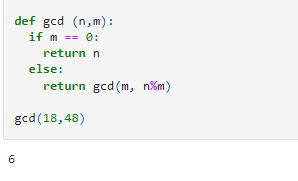 def gcd (n,m):
  if m == 0:
    return n
  else:
    return gcd(m, n%m)

gcd(18,48)
6